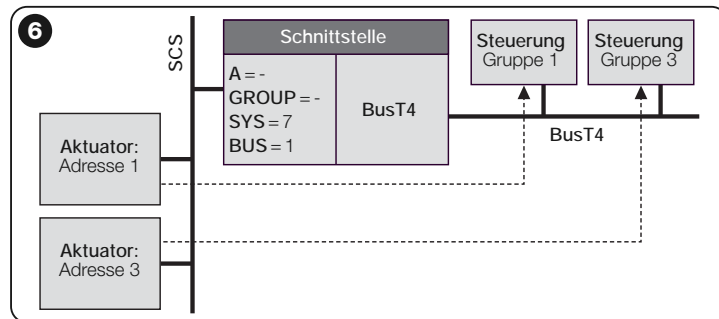 6
SCS
Schnittstelle
A = -
GROUP = -
SYS = 7
BUS = 1
BusT4
Steuerung
Gruppe 1
Steuerung
Gruppe 3
BusT4
Aktuator:
Adresse 1
Aktuator:
Adresse 3